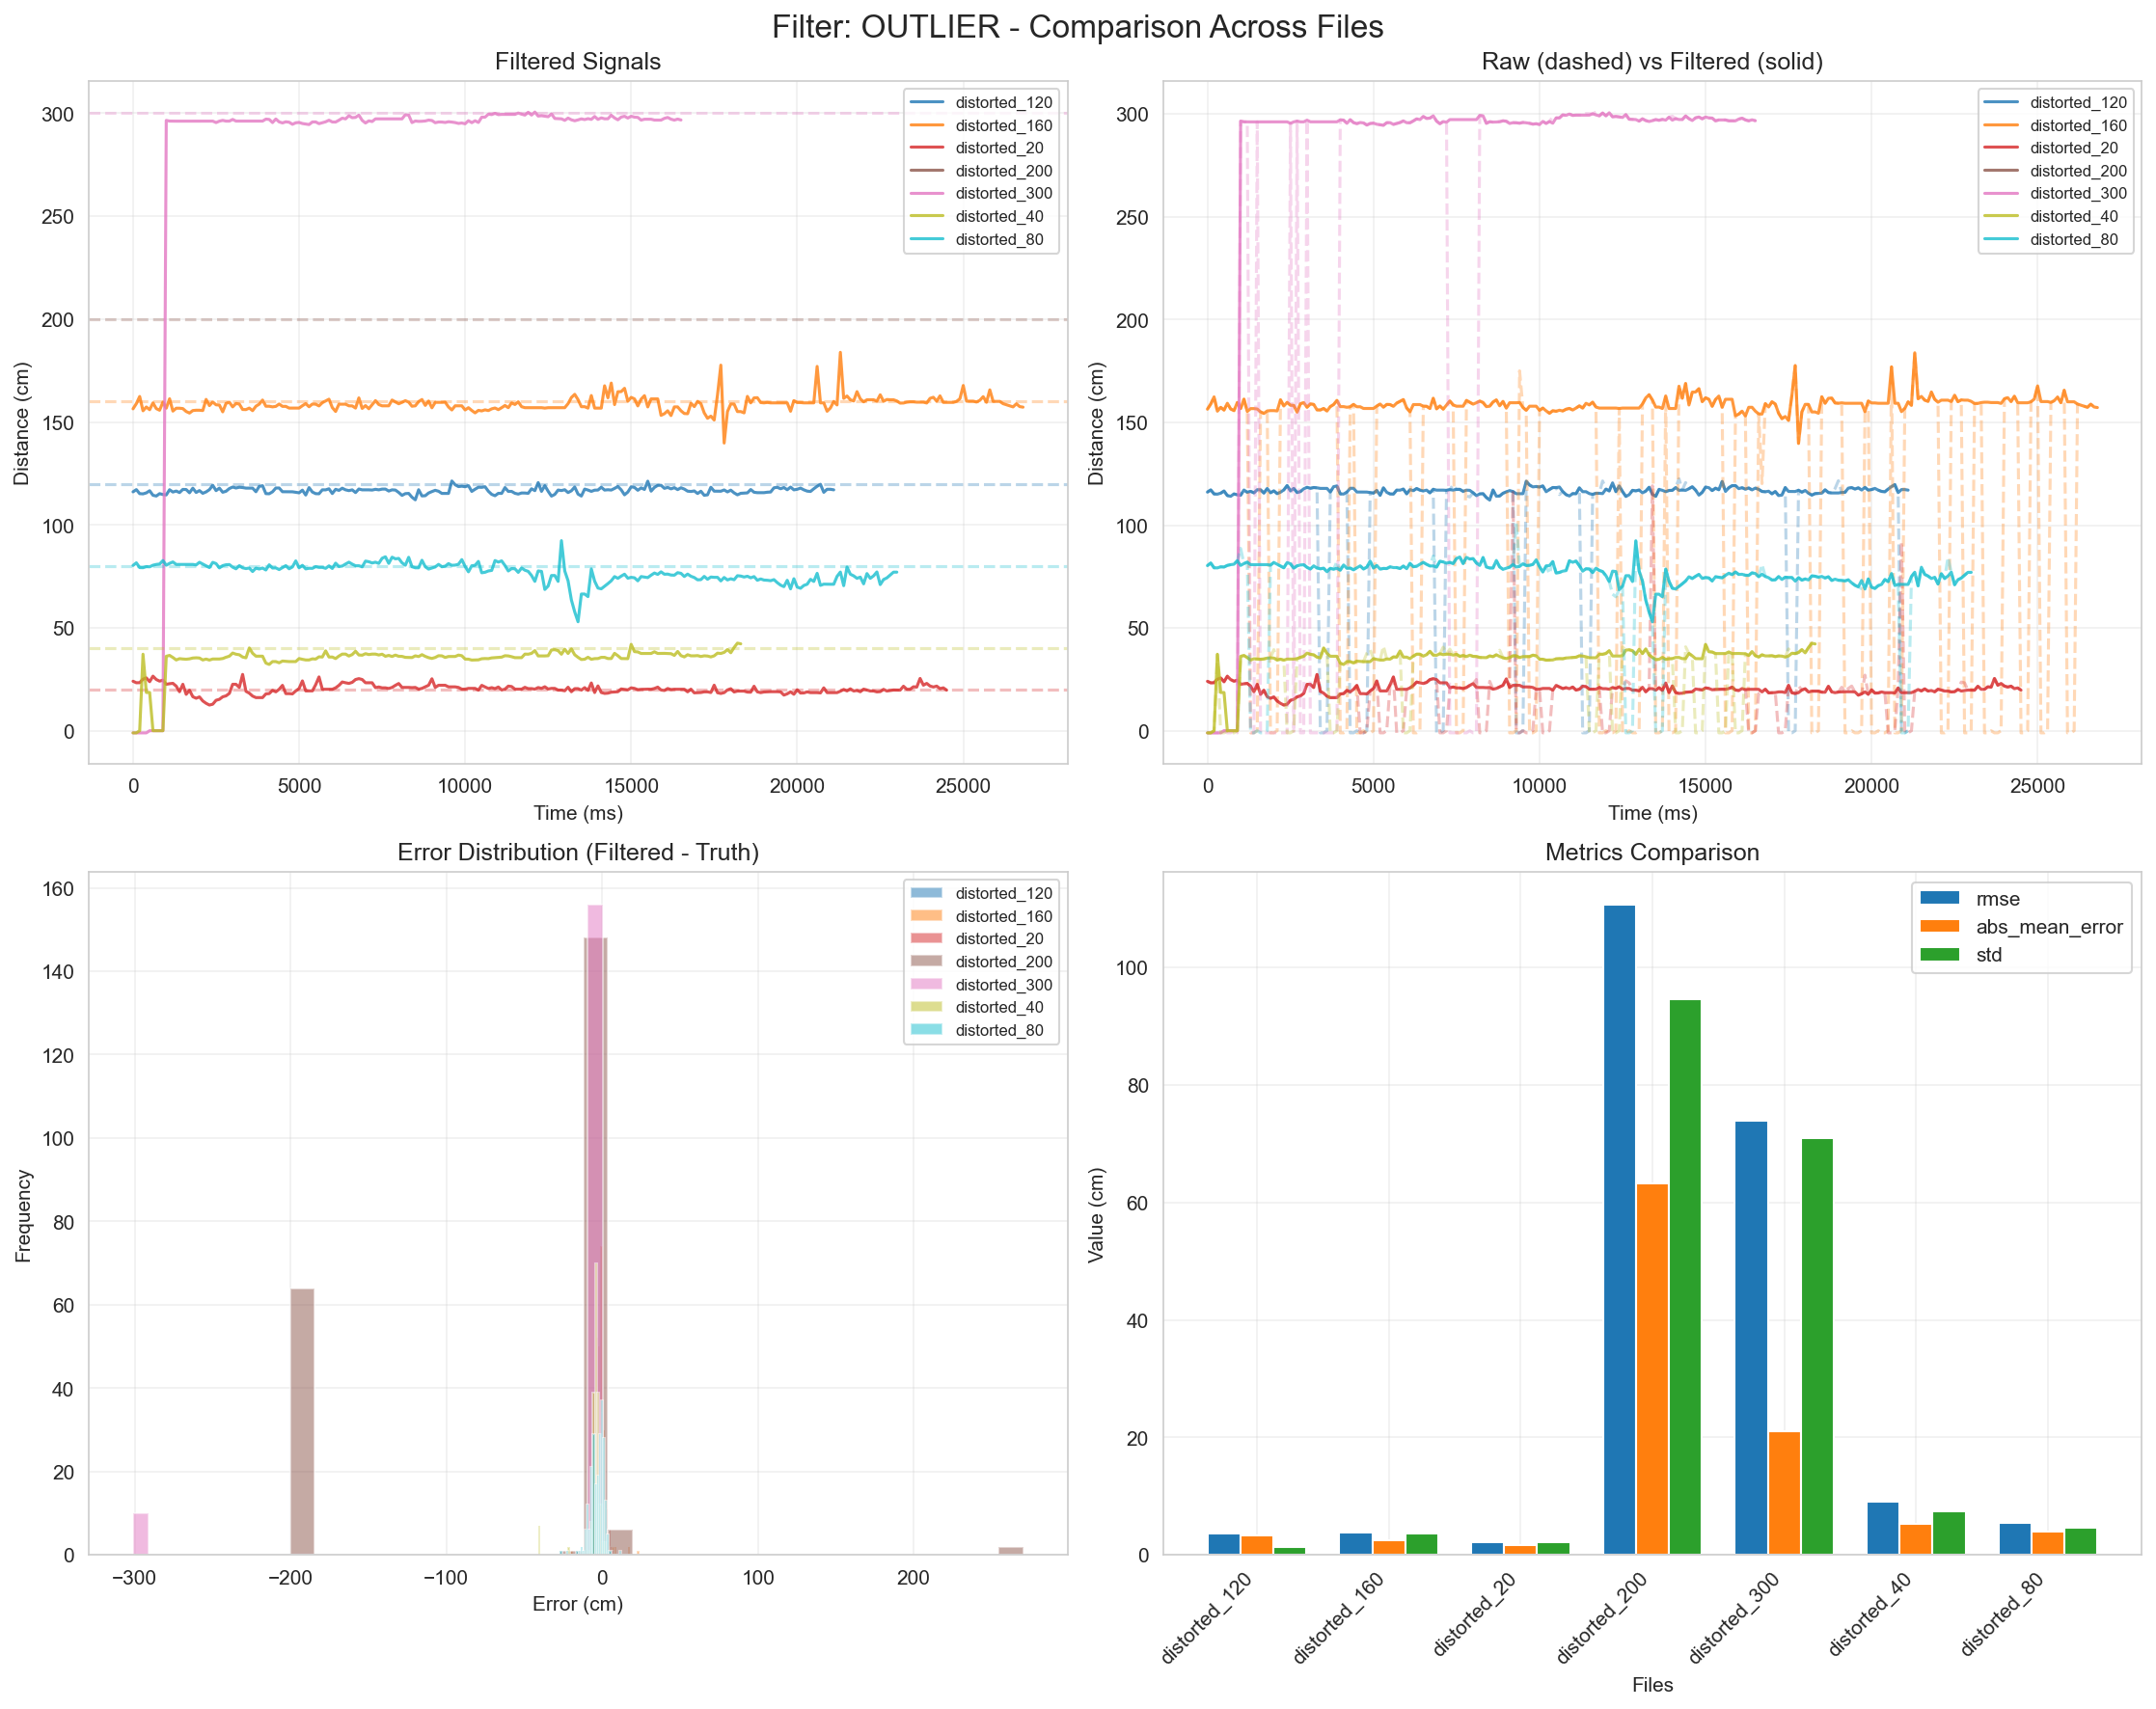 Filter: OUTLIER - Comparison Across Files
Filtered Signals
300
250
200
150
100
50
0
Distance (cm)
0 5000 10000 15000 20000 25000
Time (ms)
distorted_120
distorted_160
distorted_20
distorted_200
distorted_300
distorted_40
distorted_80
Raw (dashed) vs Filtered (solid)
300
250
200
150
100
50
0
Distance (cm)
0 5000 10000 15000 20000 25000
Time (ms)
distorted_120
distorted_160
distorted_20
distorted_200
distorted_300
distorted_40
distorted_80
Error Distribution (Filtered - Truth)
160
140
120
100
80
60
40
20
0
Frequency
−300 −200 −100 0 100 200
Error (cm)
distorted_120
distorted_160
distorted_20
distorted_200
distorted_300
distorted_40
distorted_80
Metrics Comparison
100
80
60
40
20
0
Value (cm)
rmse
abs_mean_error
std
distorted_120
distorted_160
distorted_20
distorted_200
distorted_300
distorted_40
distorted_80
Files